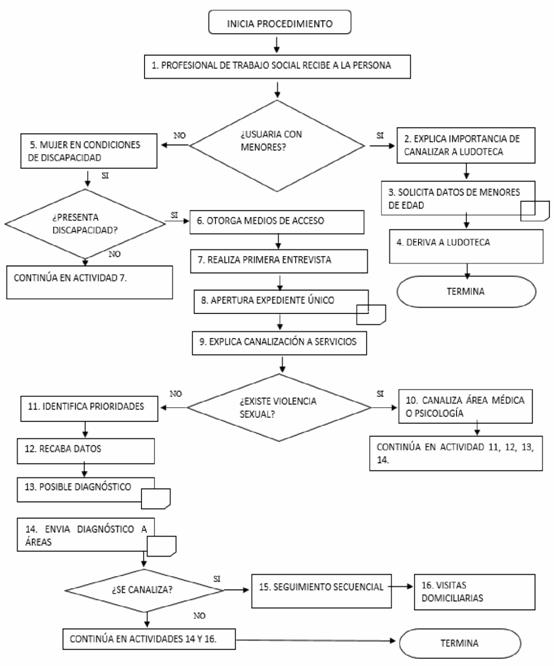 INICIA PROCEDIMIENTO
1. PROFESIONAL DE TRABAJO SOCIAL RECIBE A LA PERSONA
¿USUARIA CON
MENORES?
NO
SI
5. MUJER EN CONDICIONES
DE DISCAPACIDAD
SI
2. EXPLICA IMPORTANCIA DE
CANALIZAR A LUDOTECA
3. SOLICITA DATOS DE MENORES
DE EDAD
4. DERIVA A LUDOTECA
TERMINA
¿PRESENTA
DISCAPACIDAD?
SI
NO
CONTINÚA EN ACTIVIDAD 7.
6. OTORGA MEDIOS DE ACCESO
7. REALIZA PRIMERA ENTREVISTA
8. APERTURA EXPEDIENTE ÚNICO
9. EXPLICA CANALIZACIÓN A SERVICIOS
¿EXISTE VIOLENCIA
SEXUAL?
NO
SI
10. CANALIZA ÁREA MÉDICA
O PSICOLOGÍA
CONTINÚA EN ACTIVIDAD 11, 12, 13,
14.
11. IDENTIFICA PRIORIDADES
12. RECABA DATOS
13. POSIBLE DIAGNÓSTICO
14. ENVIA DIAGNÓSTICO A
ÁREAS
¿SE CANALIZA?
SI
NO
15. SEGUIMIENTO SECUENCIAL
16. VISITAS
DOMICILIARIAS
CONTINÚA EN ACTIVIDADES 14 Y 16.
TERMINA